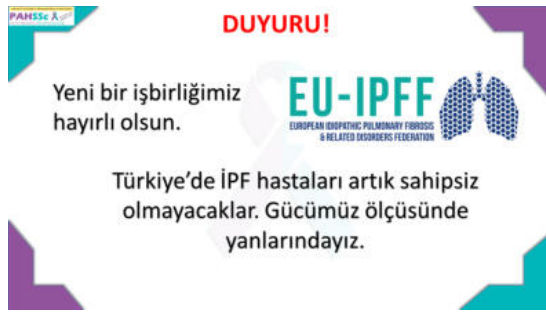 PAHSSc
DUYURU!
Yeni bir işbirliğimiz
hayırlı olsun.
EU-IPFF
EUROPEAN IDIOPATHIC PULMONARY FIBROSIS
& RELATED DISORDERS FEDERATION
Türkiye’de İPF hastaları artık sahipsiz
olmayacaklar. Gücümüz ölçüsünde
yanlarındayız.